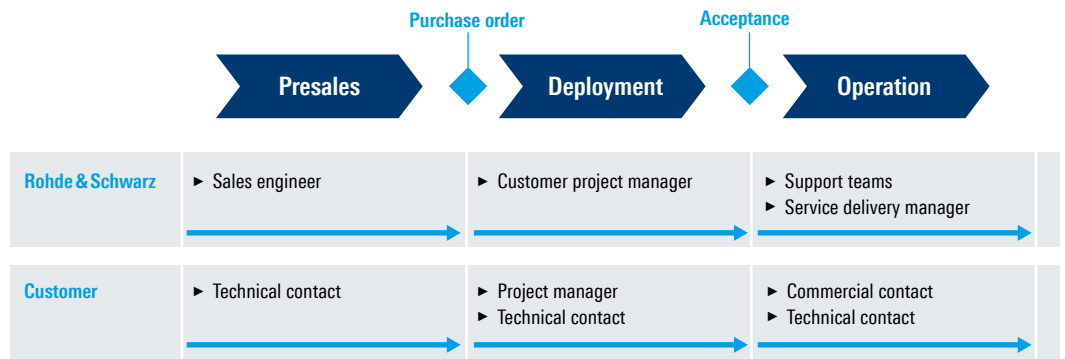 Purchase order
Acceptance
Presales
Deployment
Operation
Rohde & Schwarz
► Sales engineer
► Customer project manager
► Support teams
► Service delivery manager
Customer
► Technical contact
► Project manager
► Technical contact
► Commercial contact
► Technical contact